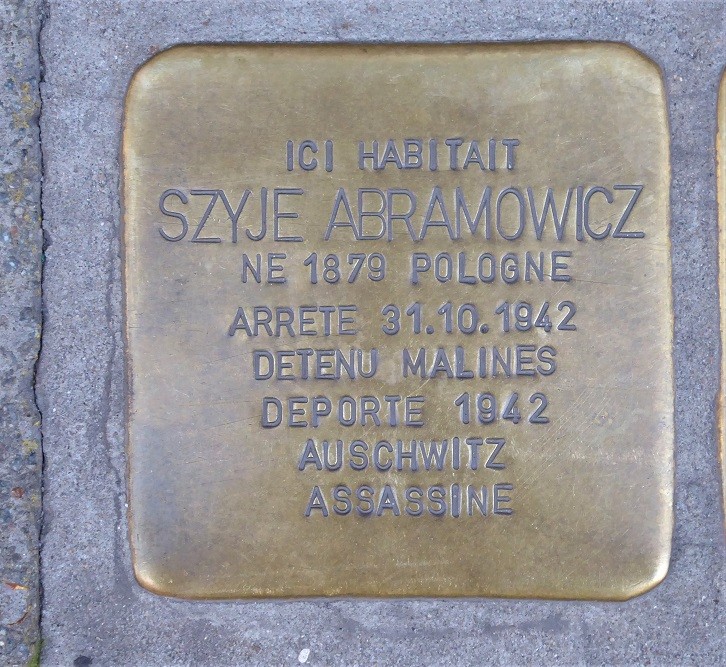 ICI HABITAIT
SZYJE ABRAMOWICZ
NE 1879 POLOGNE
ARRETE 31.10.1942
DETENU MALINES
DEPORTE 1942
AUSCHWITZ
ASSASSINE